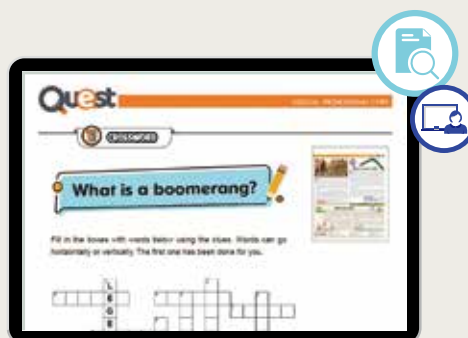 Quest
CROSSWORD
What is a boomerang?
Fill in the boxes with words below using the clues. Words can go
horizontally or vertically. The first one has been done for you.
L
E
G
E